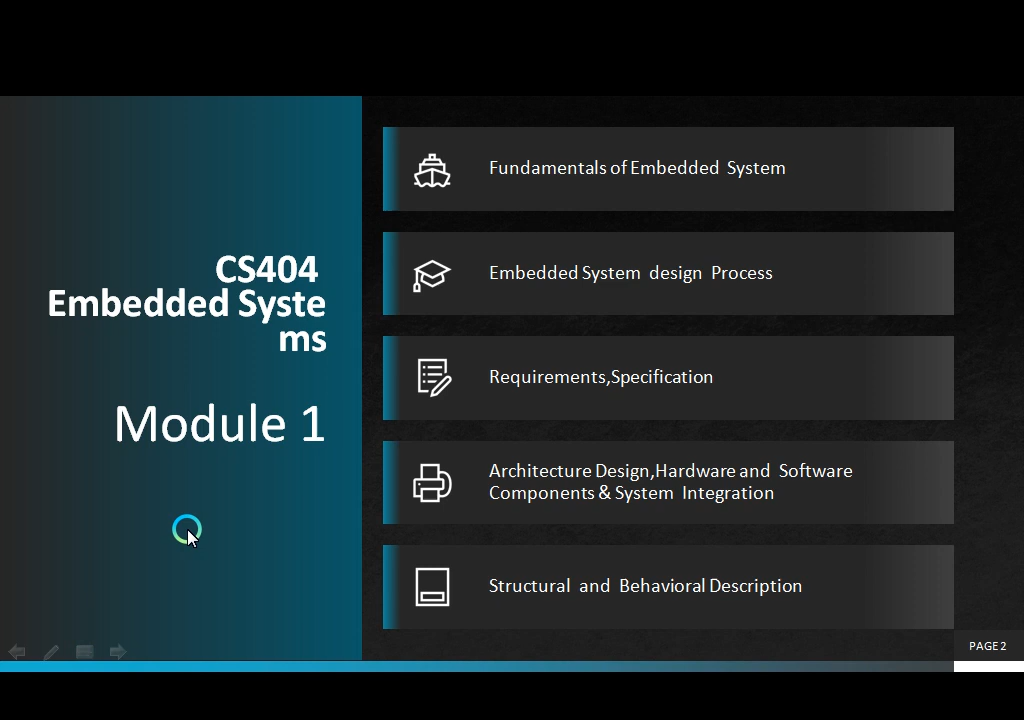 CS404
Embedded Syste
ms
Module 1
Fundamentals of Embedded System
Embedded System design Process
Requirements,Specification
Architecture Design,Hardware and Software
Components & System Integration
Structural and Behavioral Description
PAGE 2